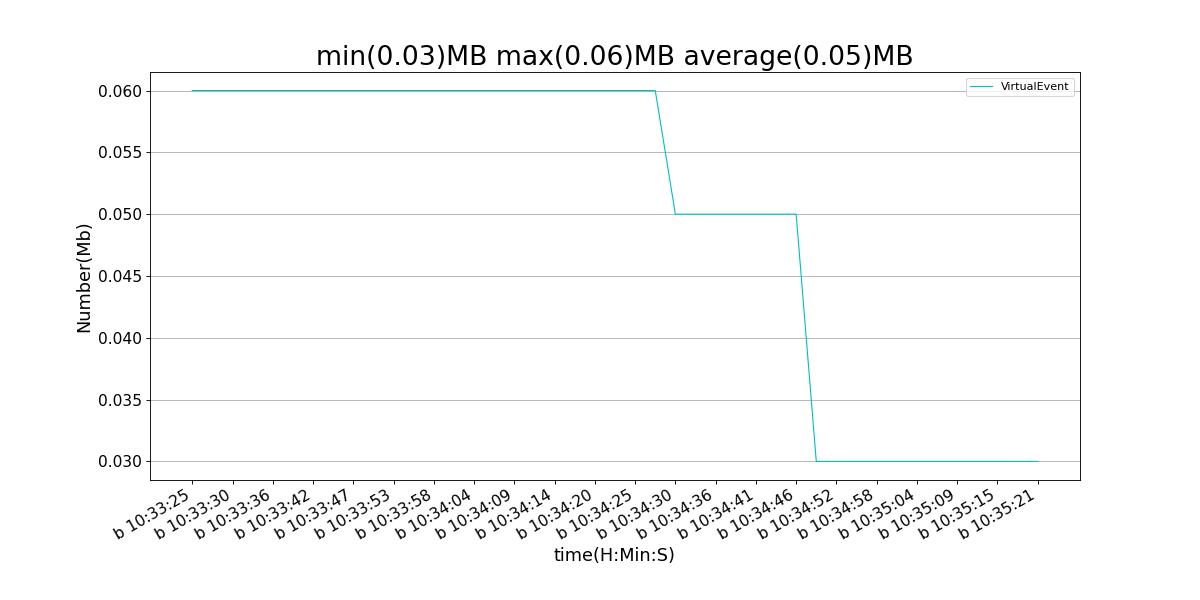 min(0.03)MB max(0.06)MB average(0.05)MB
VirtualEvent
0.060
0.055
0.050
0.045
0.040
0.035
0.030
Number(Mb)
b 10:33:25
b 10:33:30
b 10:33:36
b 10:33:42
b 10:33:47
b 10:33:53
b 10:33:58
b 10:34:04
b 10:34:09
b 10:34:14
b 10:34:20
b 10:34:25
b 10:34:30
b 10:34:36
b 10:34:41
b 10:34:46
b 10:34:52
b 10:34:58
b 10:35:04
b 10:35:09
b 10:35:15
b 10:35:21
time(H:Min:S)